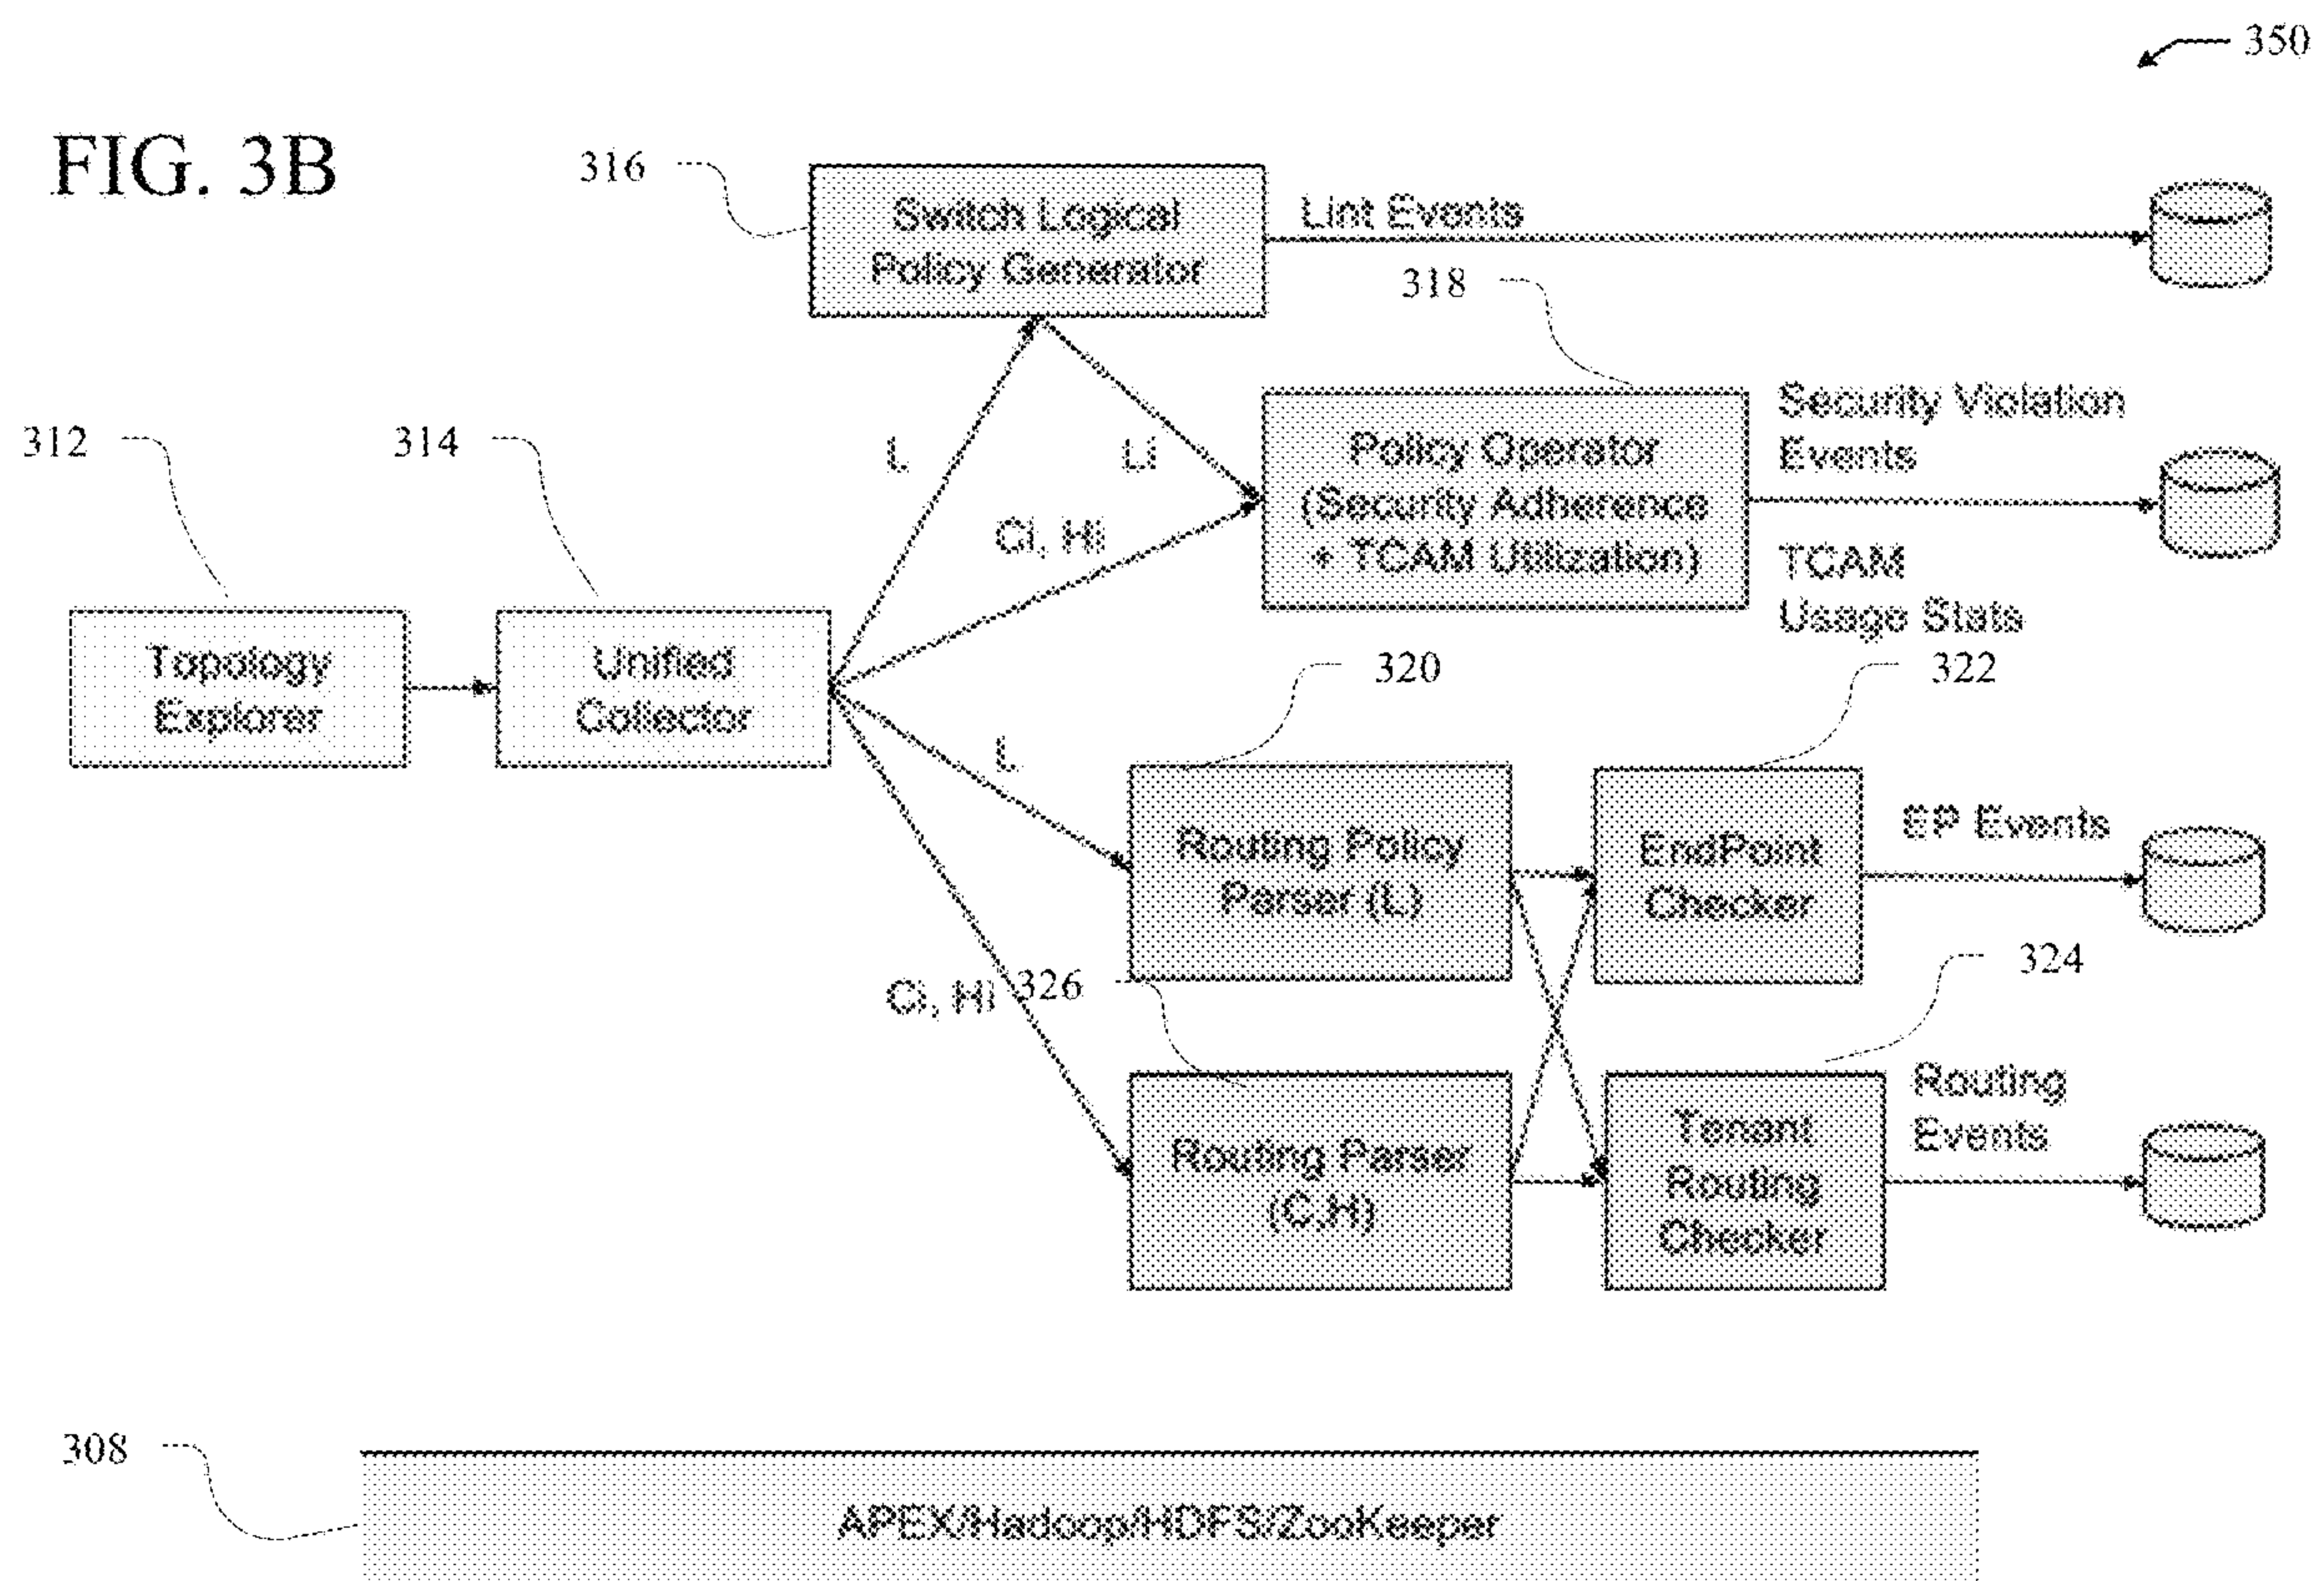 350
FIG. 3B
316
Switch Logical
Policy Generator
Lint Events
318
Security Violation
Events
Policy Operator
(Security Adherence
+ TCAM Utilization)
TCAM
Usage Stats
L
Li
Ci, Hi
312
314
Topology
Explorer
Unified
Collector
320
322
L
Routing Policy
Parser (L)
EndPoint
Checker
EP Events
Ci, Hi
326
324
Routing Parser
(C,H)
Tenant
Routing
Checker
Routing
Events
308
APEX/Hadoop/HDFS/ZooKeeper